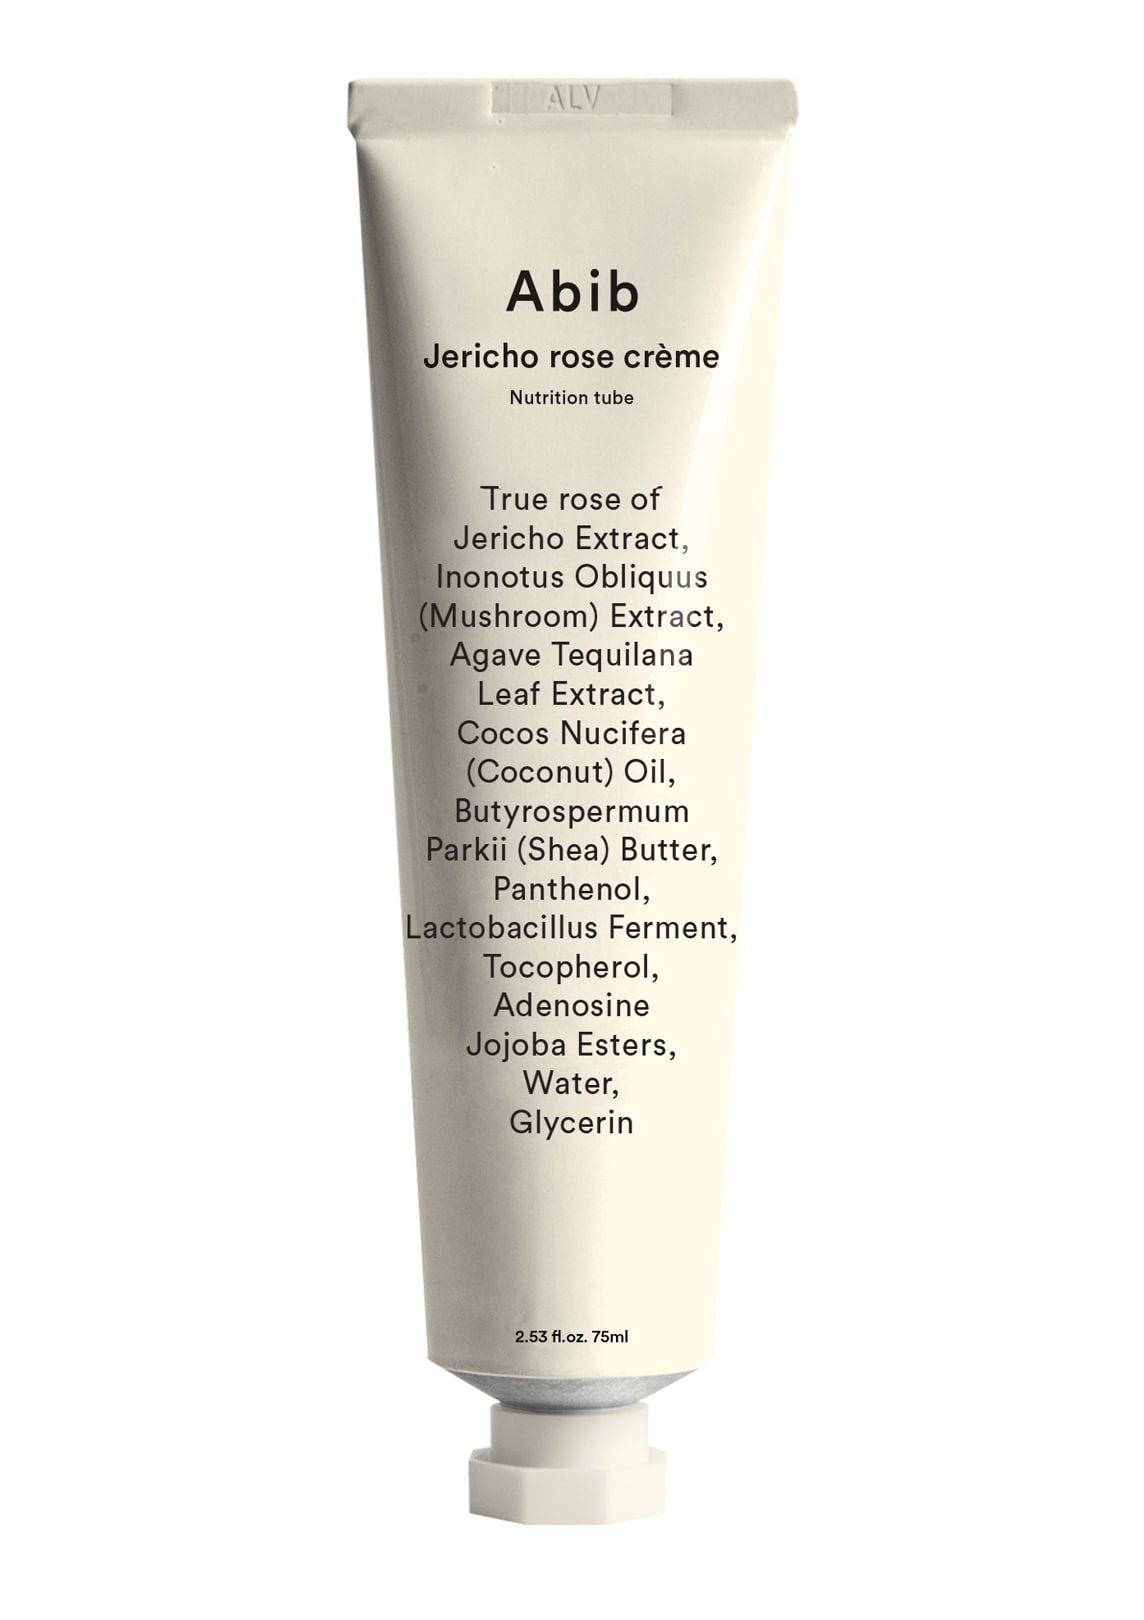 ALV
Abib
Jericho rose crème
Nutrition tube
True rose of
Jericho Extract,
Inonotus Obliquus
(Mushroom) Extract,
Agave Tequilana
Leaf Extract,
Cocos Nucifera
(Coconut) Oil,
Butyrospermum
Parkii (Shea) Butter,
Panthenol,
Lactobacillus Ferment,
Tocopherol,
Adenosine
Jojoba Esters,
Water,
Glycerin
2.53 fl.oz. 75ml